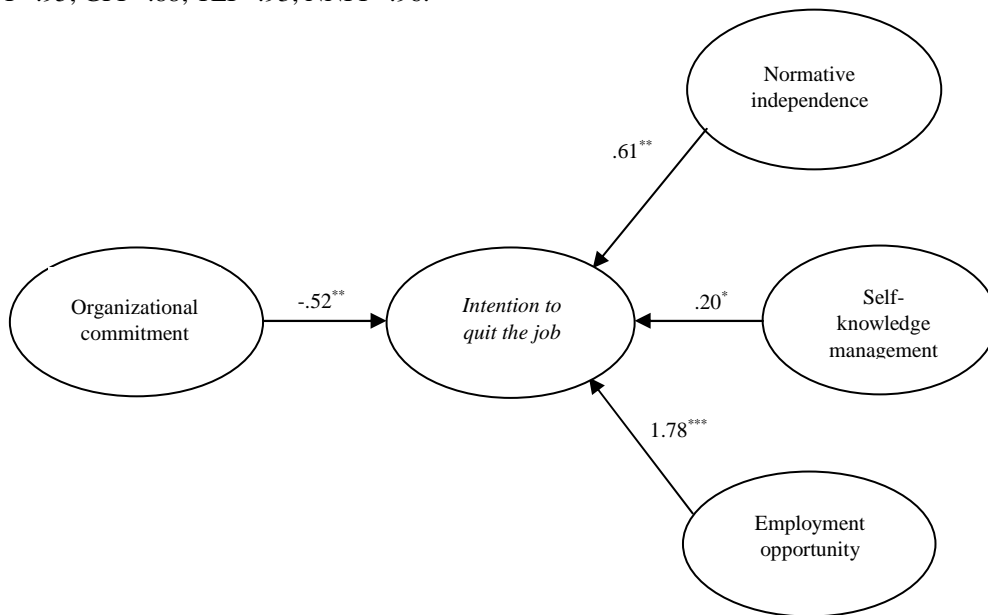 Normative
independence
.61**
Organizational
commitment
-.52**
Intention to
quit the job
.20*
Self-
knowledge
management
1.78***
Employment
opportunity